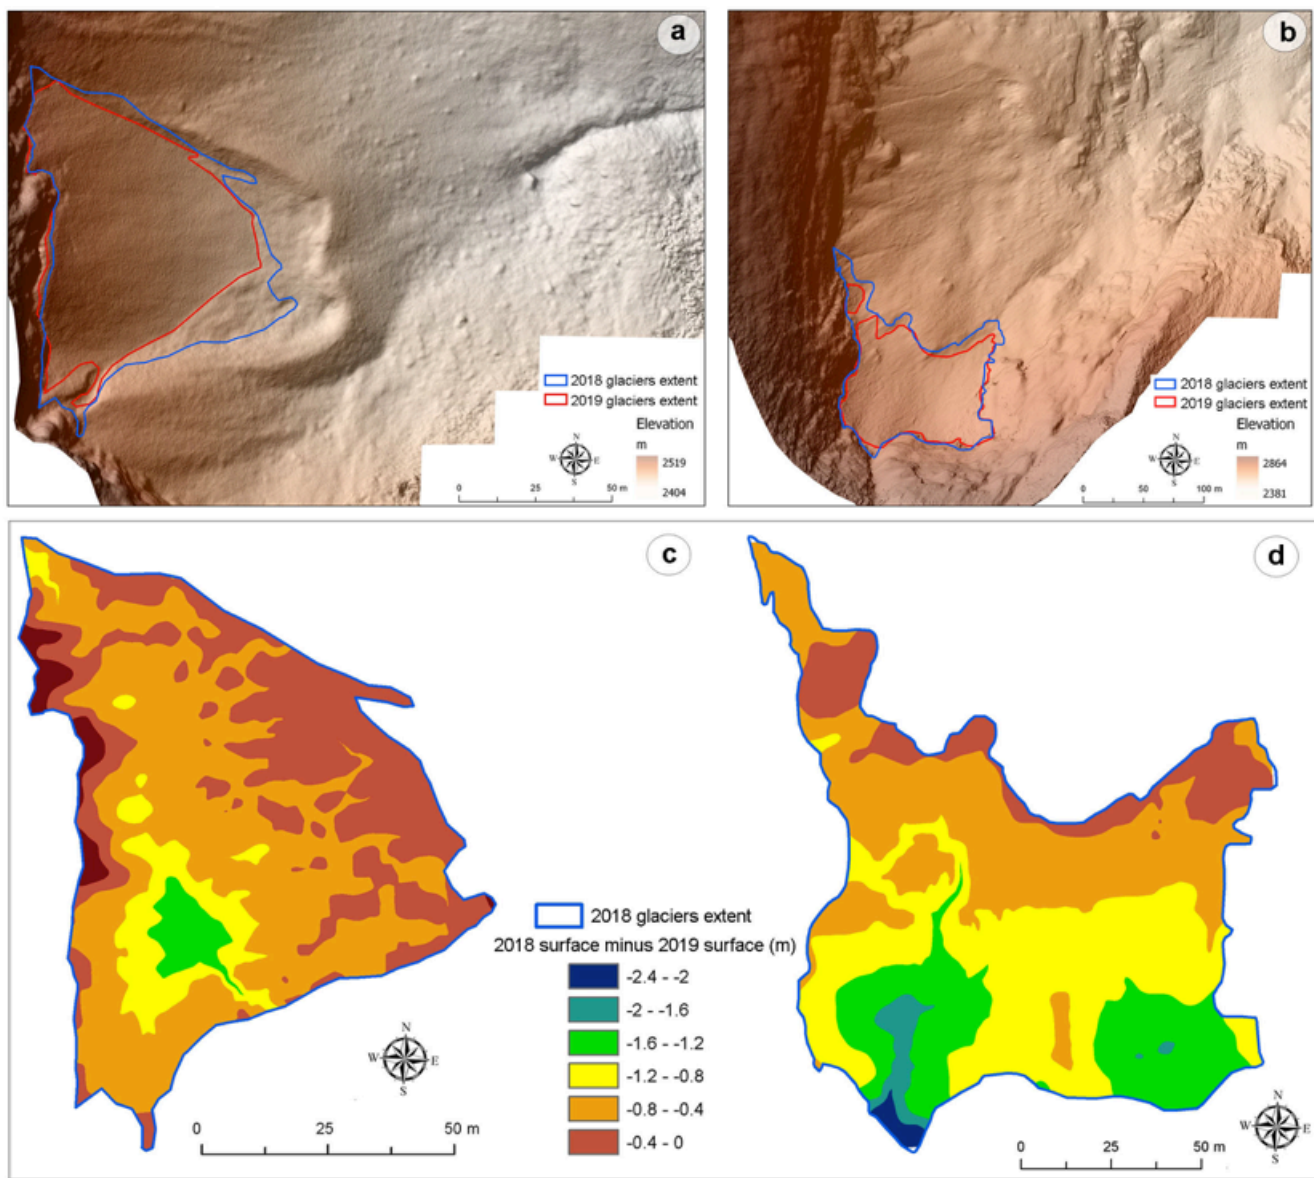 a
2018 glaciers extent
2019 glaciers extent
Elevation
m
2519
2404
N
W E
S
0 25 50 m
b
2018 glaciers extent
2019 glaciers extent
Elevation
m
2864
2381
N
W E
S
0 50 100 m
c
N
W E
S
0 25 50 m
2018 glaciers extent
2018 surface minus 2019 surface (m)
-2.4 - -2
-2 - -1.6
-1.6 - -1.2
-1.2 - -0.8
-0.8 - -0.4
-0.4 - 0
d
N
W E
S
0 25 50 m